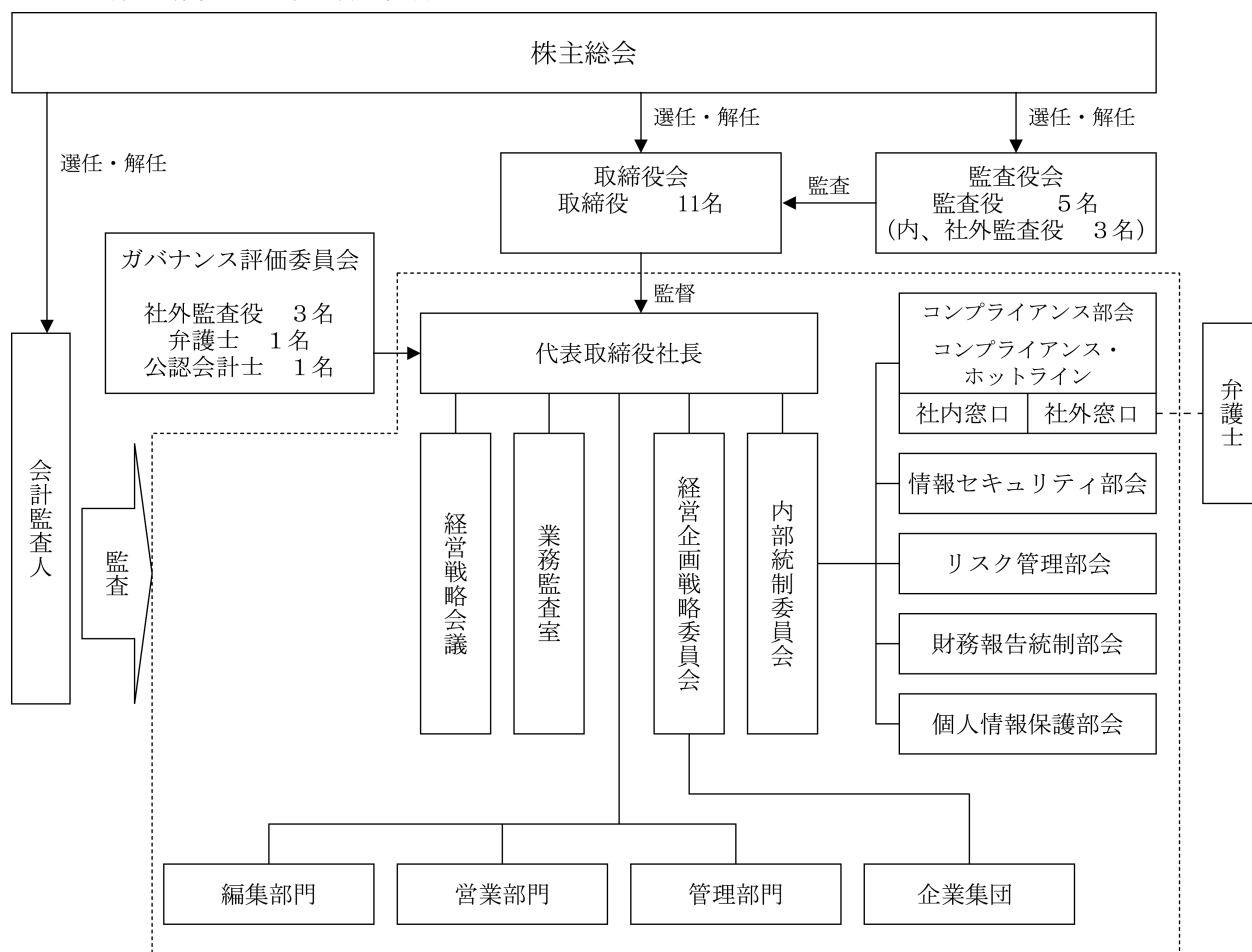 株主総会
選任・解任
選任・解任
選任・解任
取締役会
取締役 11名
監査
監査役会
監査役 5名
(内、社外監査役 3名)
ガバナンス評価委員会
社外監査役 3名
弁護士 1名
公認会計士 1名
監督
代表取締役社長
コンプライアンス部会
コンプライアンス・
ホットライン
社内窓口
社外窓口
弁護士
会計監査人
監査
経営戦略会議
業務監査室
経営企画戦略委員会
内部統制委員会
情報セキュリティ部会
リスク管理部会
財務報告統制部会
個人情報保護部会
編集部門
営業部門
管理部門
企業集団